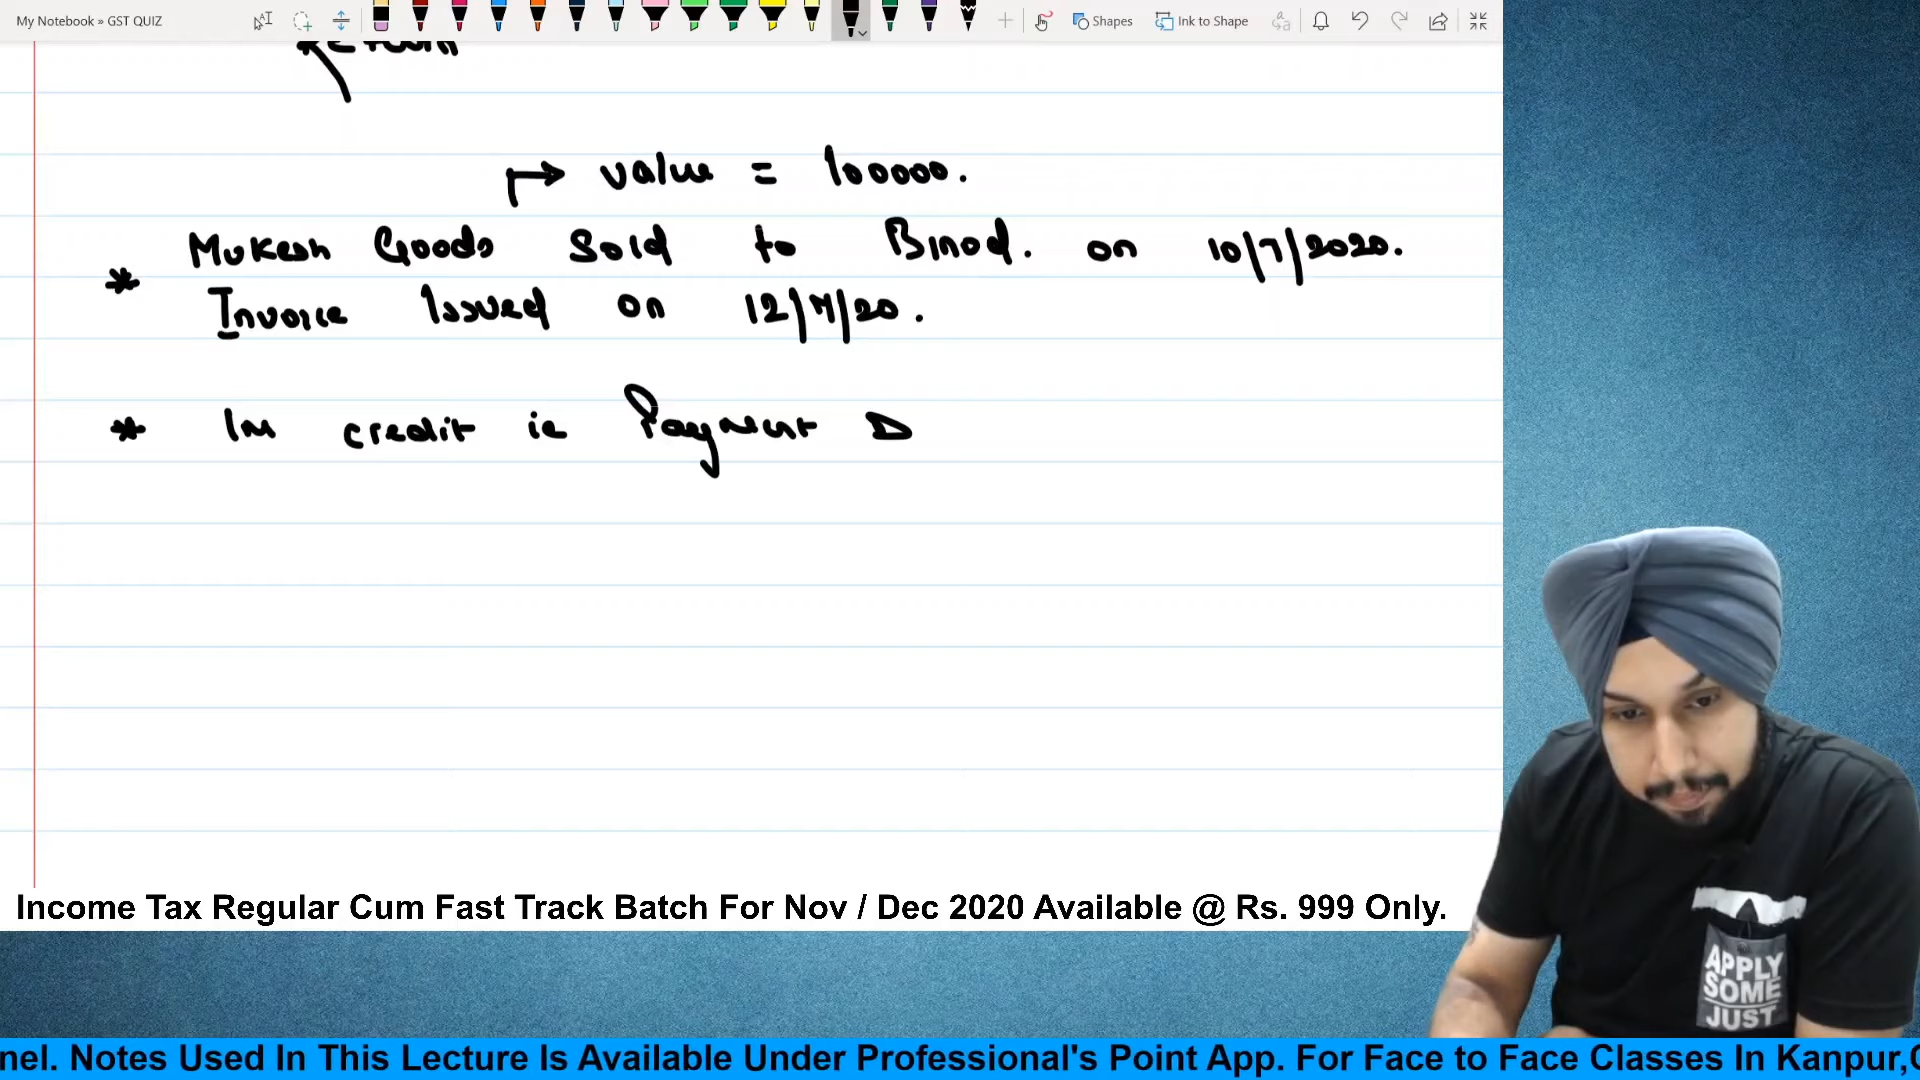 My Notebook » GST QUIZ
Shapes
Ink to Shape
return
↱ value = 100000.
* Mukesh Goods Sold to Binod. on 10/7/2020.
Invoice Issued on 12/7/20.
* 1m credit ie Payment D
Income Tax Regular Cum Fast Track Batch For Nov / Dec 2020 Available @ Rs. 999 Only.
APPLY
SOME
JUST
nel. Notes Used In This Lecture Is Available Under Professional's Point App. For Face to Face Classes In Kanpur,